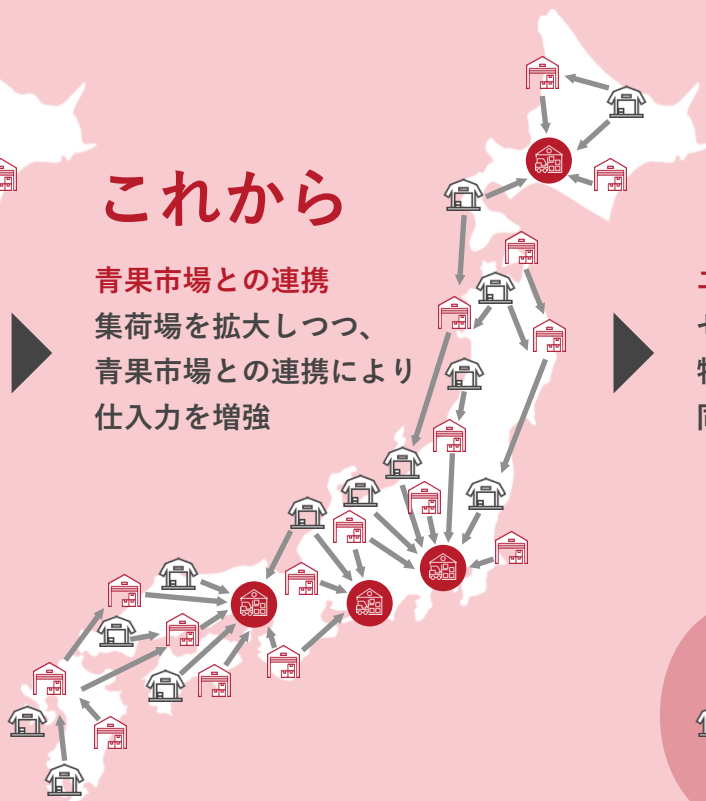 これから
青果市場との連携
集荷場を拡大しつつ、
青果市場との連携により
仕入力を増強